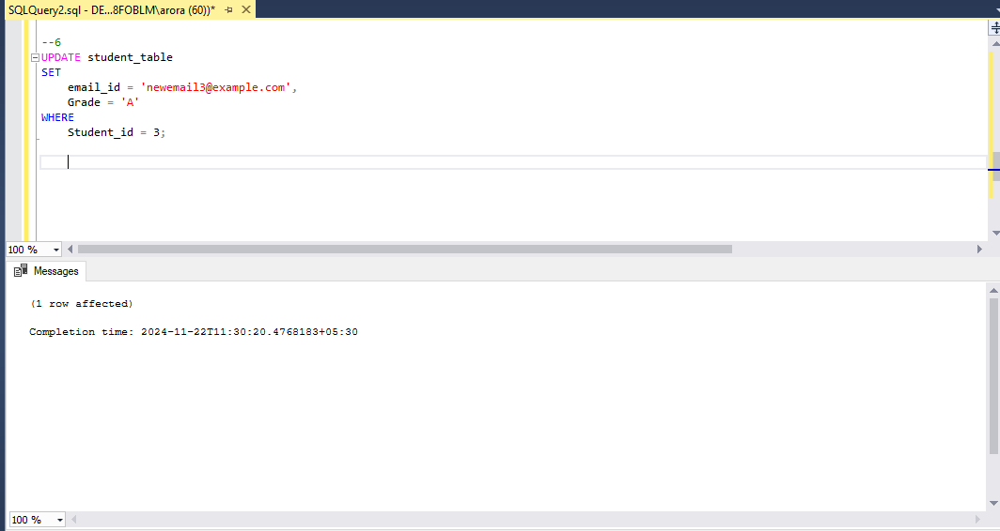 SQLQuery2.sql - DE...8FOBLM\arora (60))*
--6
UPDATE student_table
SET
email_id = 'newemail3@example.com',
Grade = 'A'
WHERE
Student_id = 3;
100 %
Messages
(1 row affected)
Completion time: 2024-11-22T11:30:20.4768183+05:30
100 %